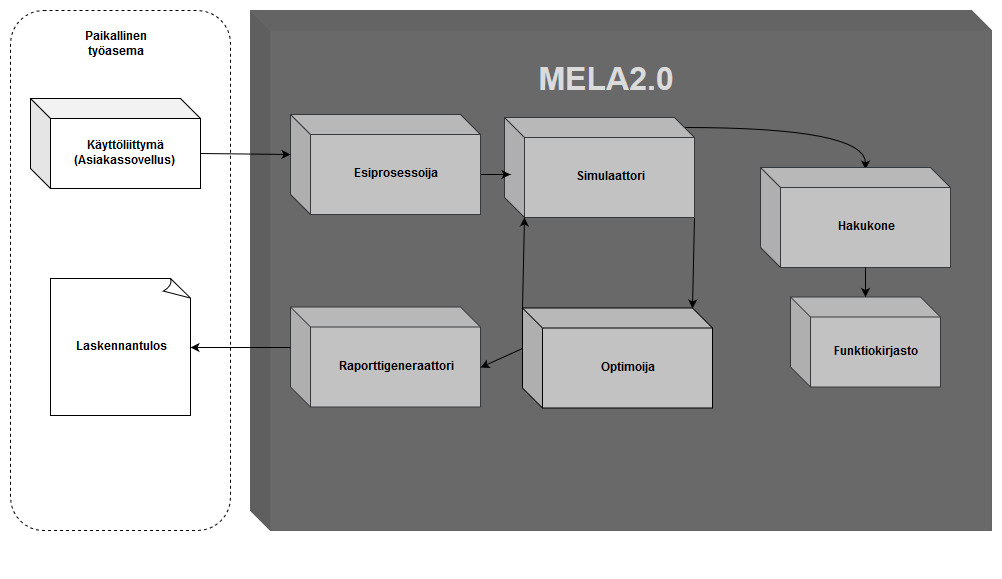 Paikallinen
työasema
MELA2.0
Käyttöliittymä
(Asiakassovellus)
Esiprosessoija
Simulaattori
Hakukone
Laskennantulos
Raporttigeneraattori
Optimoija
Funktiokirjasto